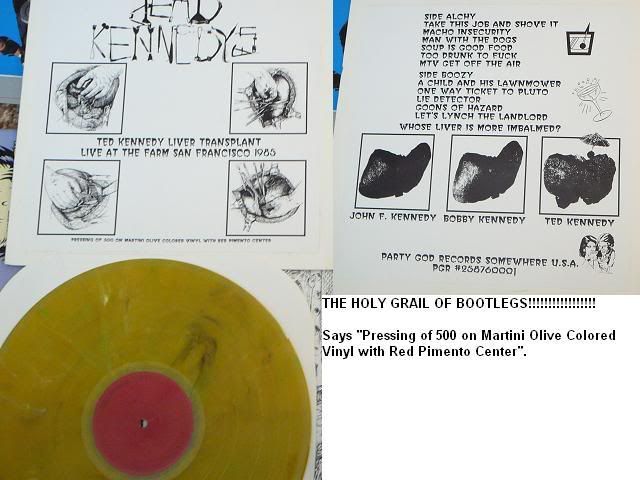 DEAD
KENNEDYS
TED KENNEDY LIVER TRANSPLANT
LIVE AT THE FARM SAN FRANCISCO 1985
PRESSING OF 500 ON MARTINI OLIVE COLORED VINYL WITH RED PIMENTO CENTER
SIDE ALCHY
TAKE THIS JOB AND SHOVE IT
MACHO INSECURITY
MAN WITH THE DOGS
SOUP IS GOOD FOOD
TOO DRUNK TO FUCK
MTV GET OFF THE AIR
SIDE BOOZY
A CHILD AND HIS LAWNMOWER
ONE WAY TICKET TO PLUTO
LIE DETECTOR
GOONS OF HAZARD
LET'S LYNCH THE LANDLORD
WHOSE LIVER IS MORE IMBALMED?
JOHN F. KENNEDY BOBBY KENNEDY TED KENNEDY
PARTY GOD RECORDS SOMEWHERE U.S.A.
PGR #258760001
THE HOLY GRAIL OF BOOTLEGS!!!!!!!!!!!!!!!!!
Says "Pressing of 500 on Martini Olive Colored
Vinyl with Red Pimento Center".